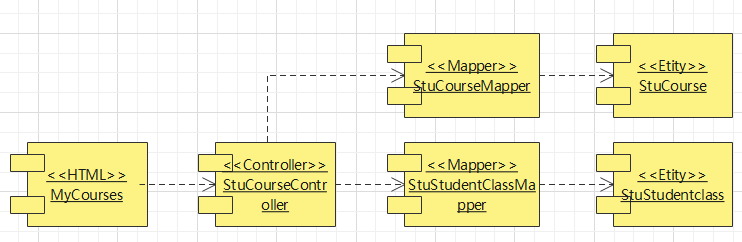 <<Mapper>>
StuCourseMapper
<<Etity>>
StuCourse
<<HTML>>
MyCourses
<<Controller>>
StuCourseContr
oller
<<Mapper>>
StuStudentClassMa
pper
<<Etity>>
StuStudentclass